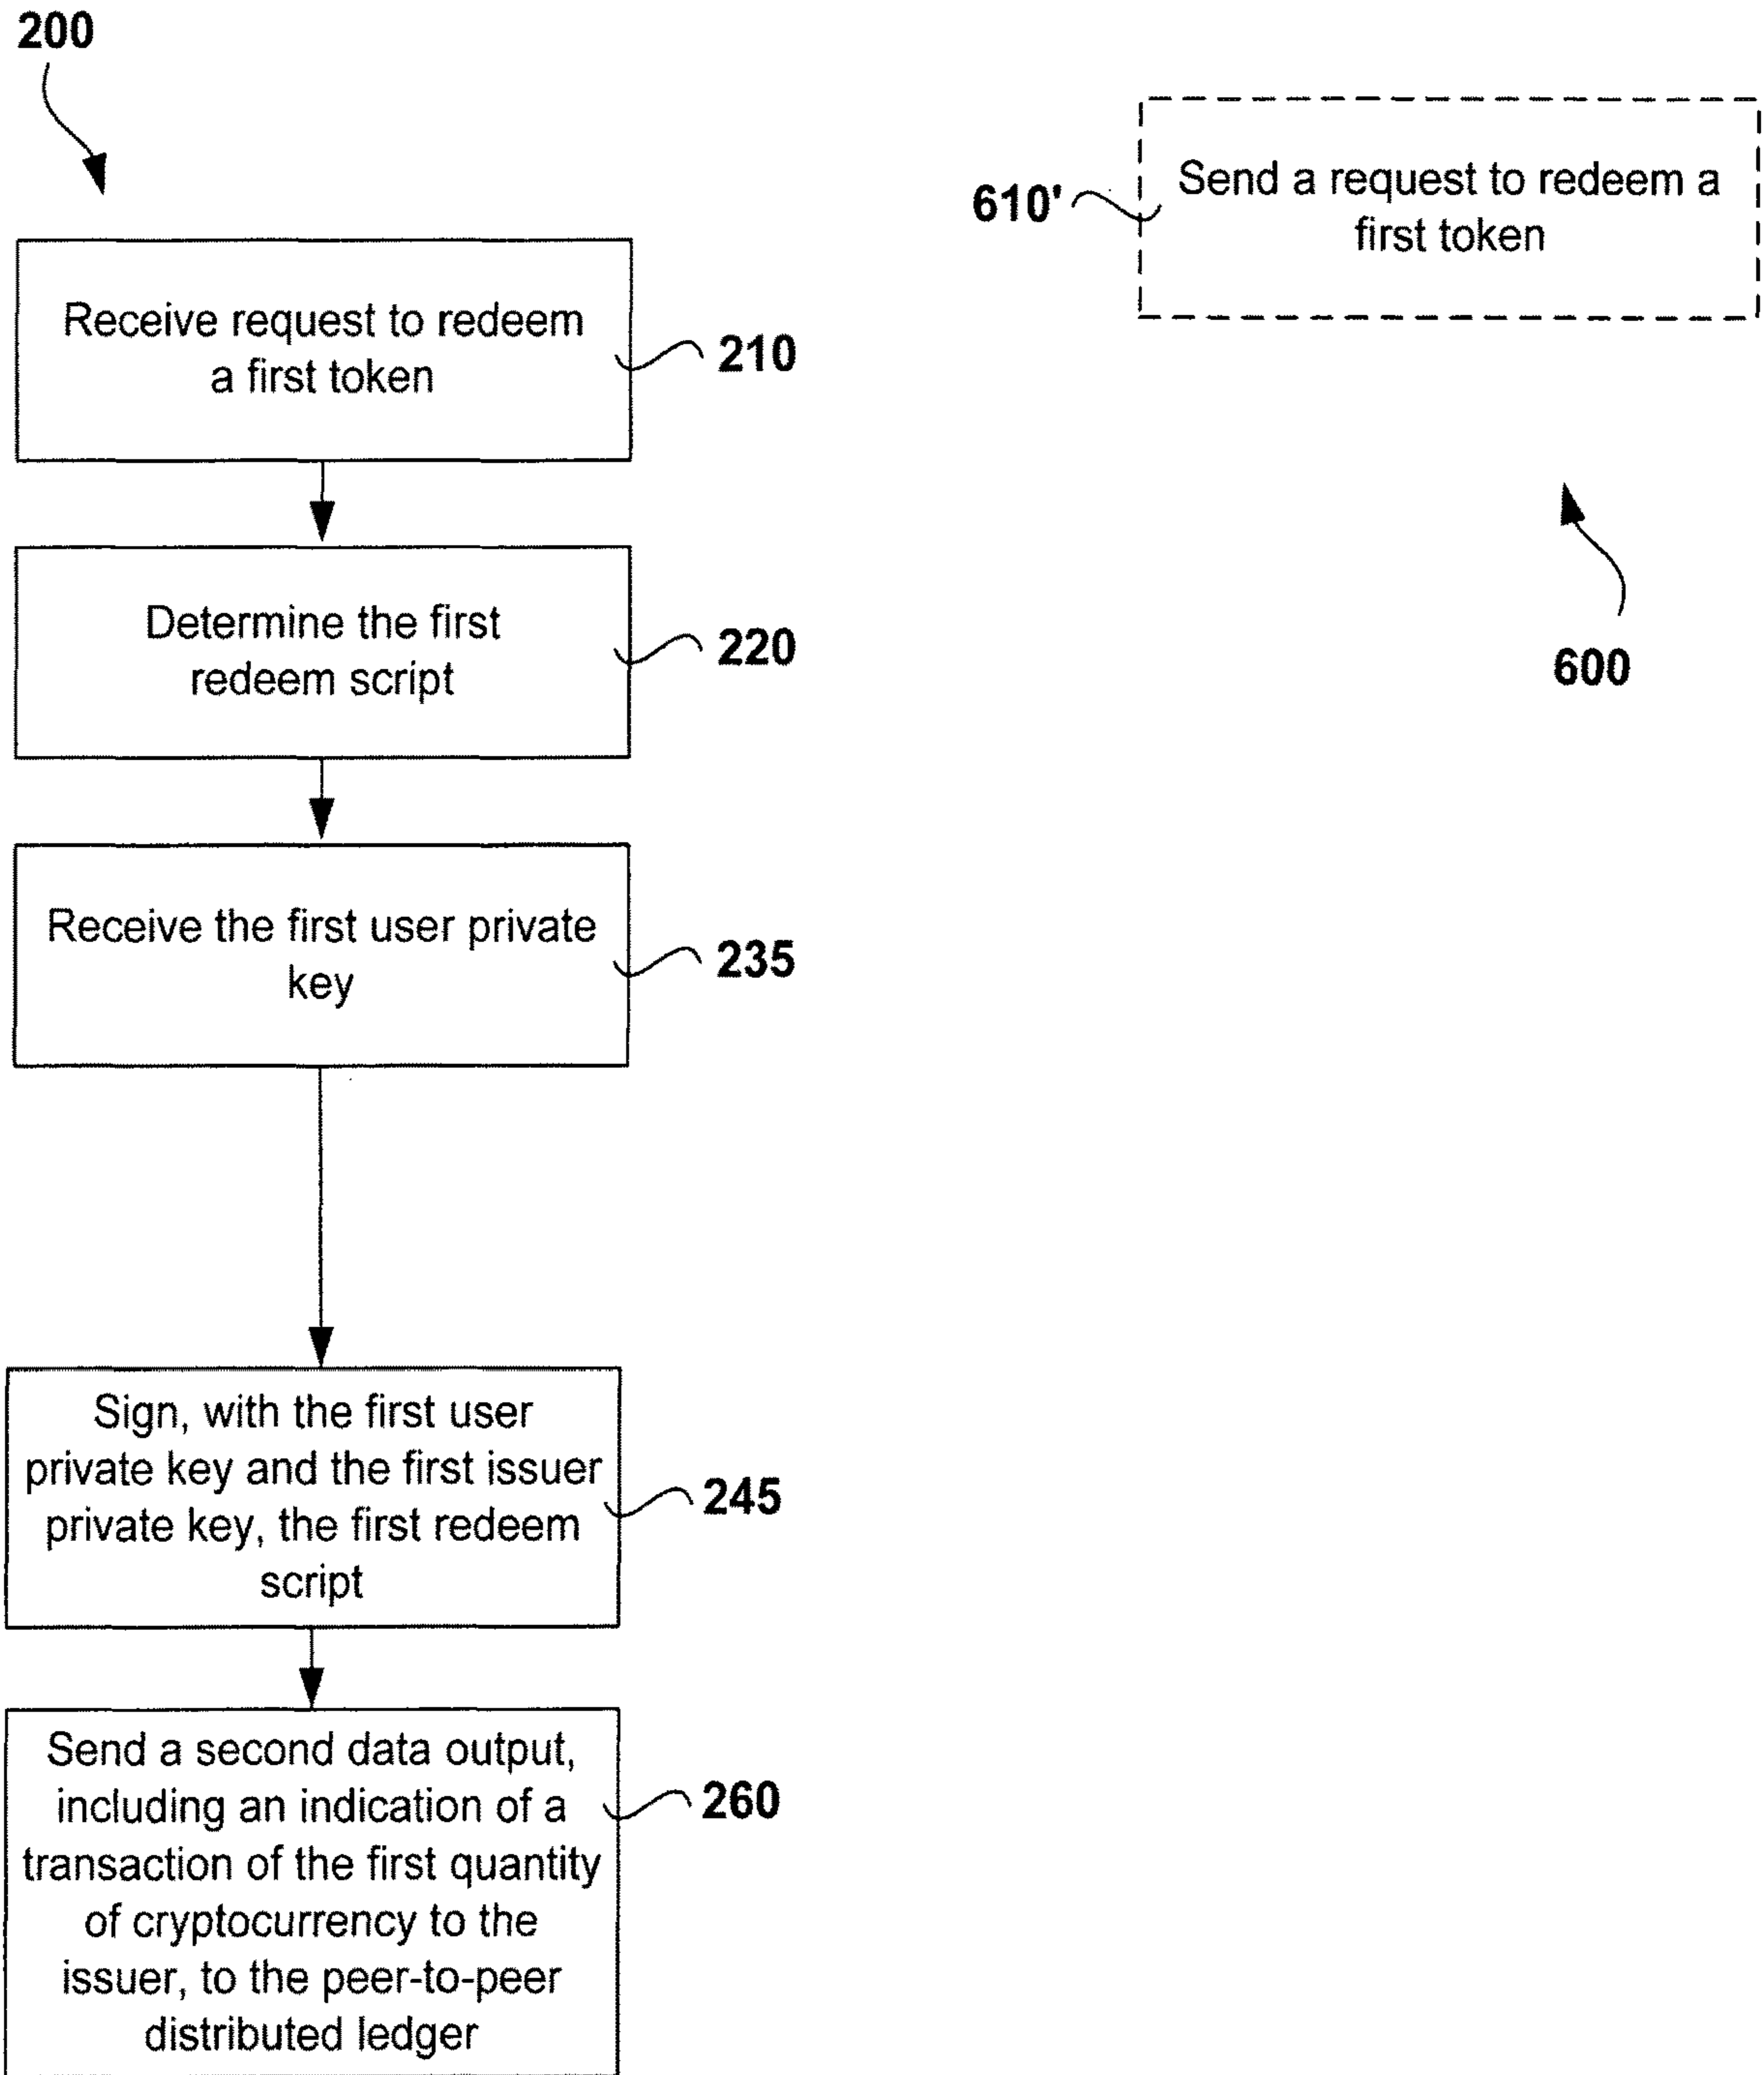 200
Receive request to redeem
a first token
210
Determine the first
redeem script
220
Receive the first user private
key
235
Sign, with the first user
private key and the first issuer
private key, the first redeem
script
245
Send a second data output,
including an indication of a
transaction of the first quantity
of cryptocurrency to the
issuer, to the peer-to-peer
distributed ledger
260
610'
Send a request to redeem a
first token
600